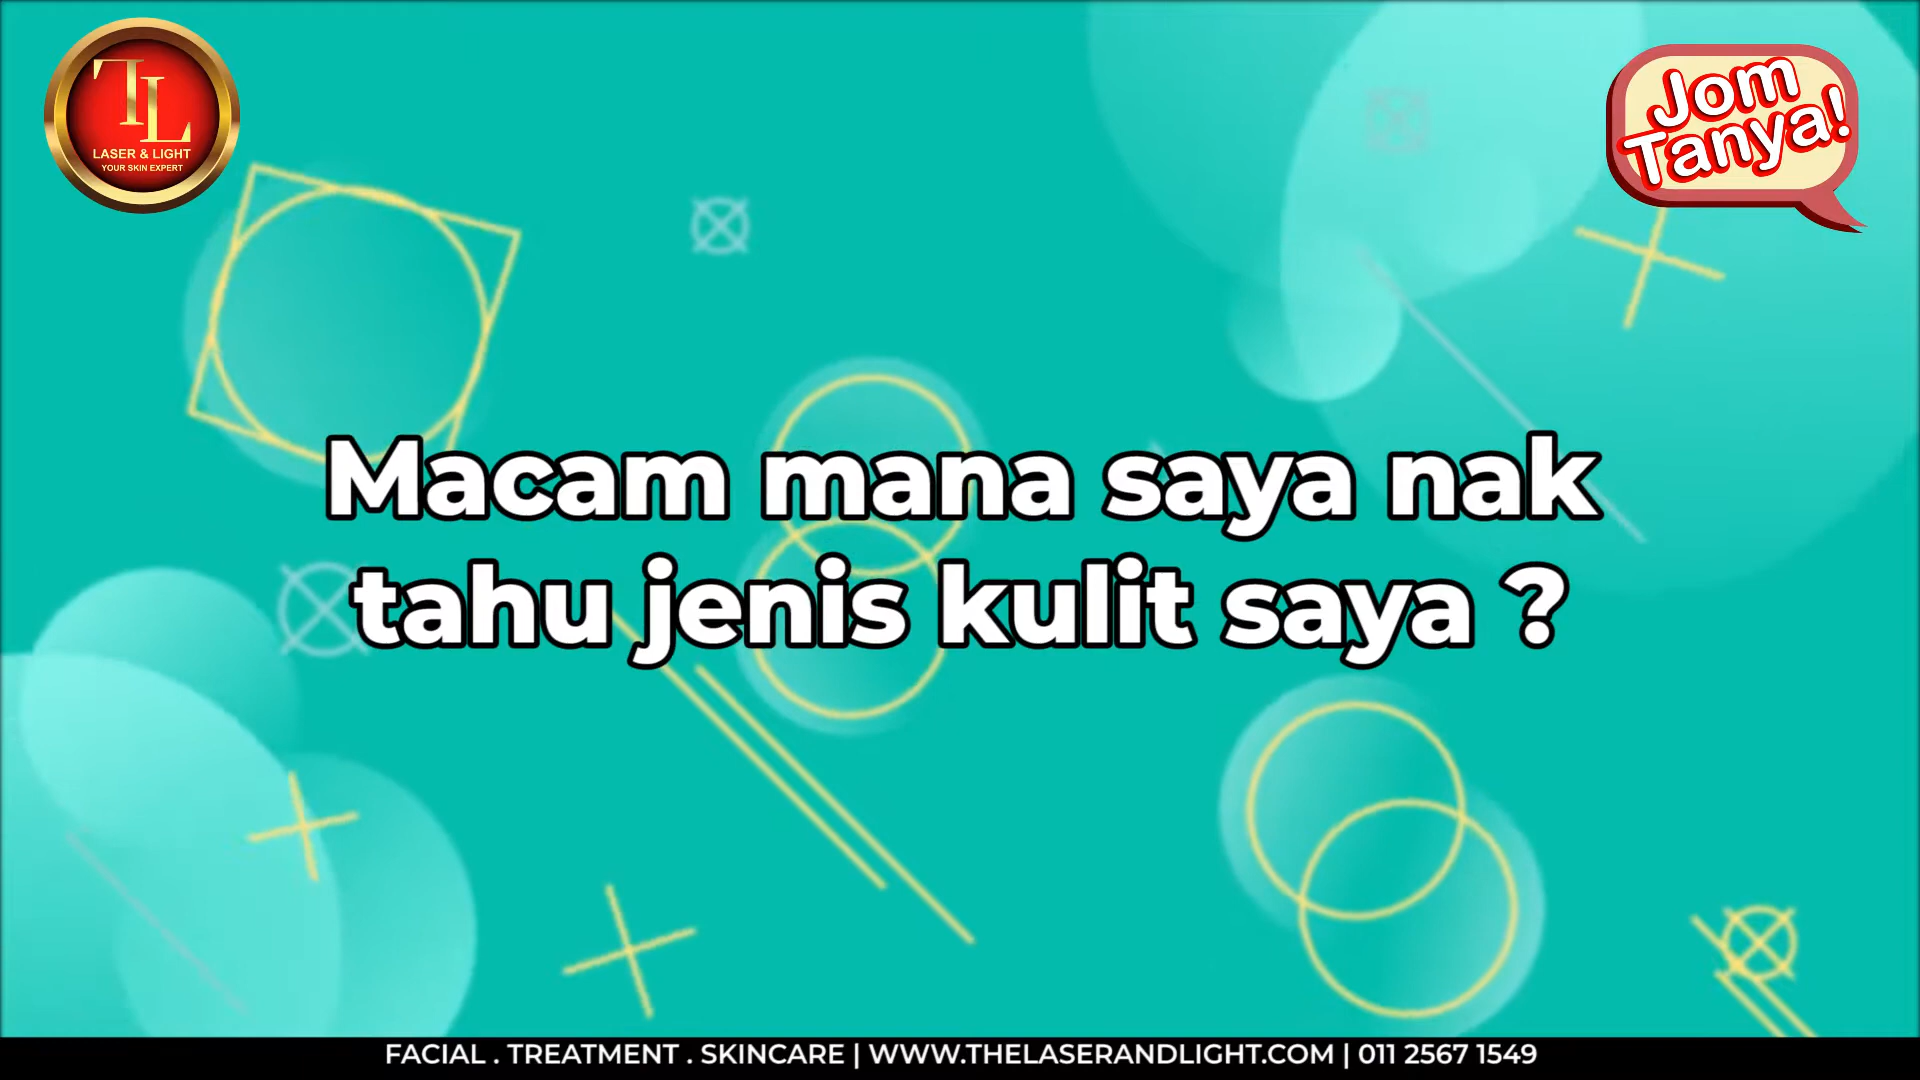 TL
LASER & LIGHT
YOUR SKIN EXPERT
Jom
Tanya!
Macam mana saya nak
tahu jenis kulit saya ?
FACIAL . TREATMENT . SKINCARE | WWW.THELASERANDLIGHT.COM | 011 2567 1549